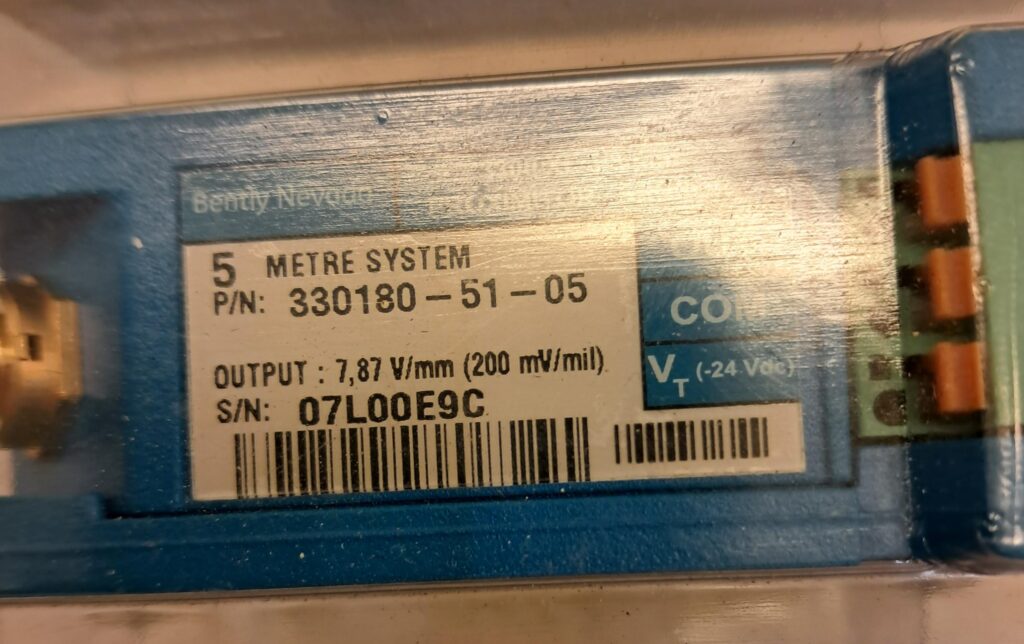 Bently Nevada
5 METRE SYSTEM
P/N: 330180-51-05
COM
OUTPUT : 7,87 V/mm (200 mV/mil)
VT (-24 Vdc)
S/N: 07L00E9C